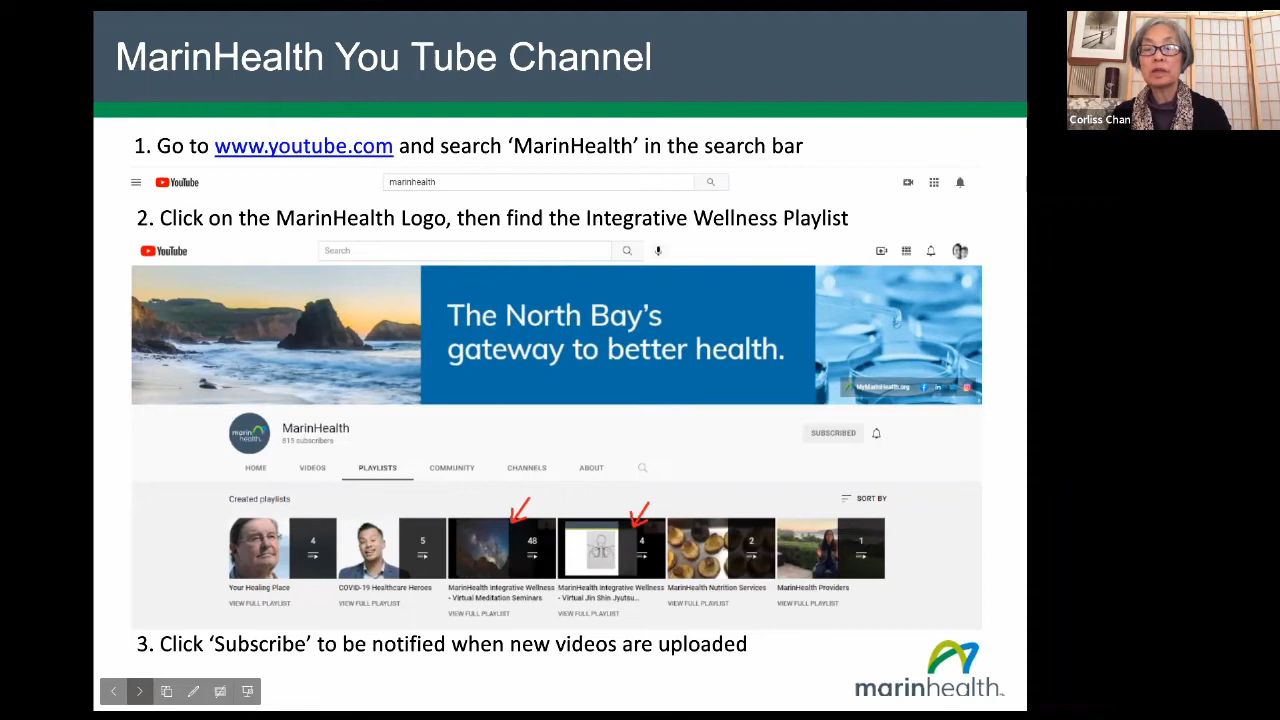 MarinHealth You Tube Channel
Corliss Chan
1. Go to www.youtube.com and search ‘MarinHealth’ in the search bar
YouTube
marinhealth
2. Click on the MarinHealth Logo, then find the Integrative Wellness Playlist
YouTube
Search
The North Bay’s
gateway to better health.
MyMarinHealth.org
marin
health.
MarinHealth
815 subscribers
SUBSCRIBED
HOME VIDEOS PLAYLISTS COMMUNITY CHANNELS ABOUT
Created playlists
SORT BY
4 5 48 4 2 1
Your Healing Place
VIEW FULL PLAYLIST
COVID-19 Healthcare Heroes
VIEW FULL PLAYLIST
MarinHealth Integrative Wellness
- Virtual Meditation Seminars
VIEW FULL PLAYLIST
MarinHealth Integrative Wellness
- Virtual Jin Shin Jyutsu...
VIEW FULL PLAYLIST
MarinHealth Nutrition Services
VIEW FULL PLAYLIST
MarinHealth Providers
VIEW FULL PLAYLIST
3. Click ‘Subscribe’ to be notified when new videos are uploaded
marinhealth.™